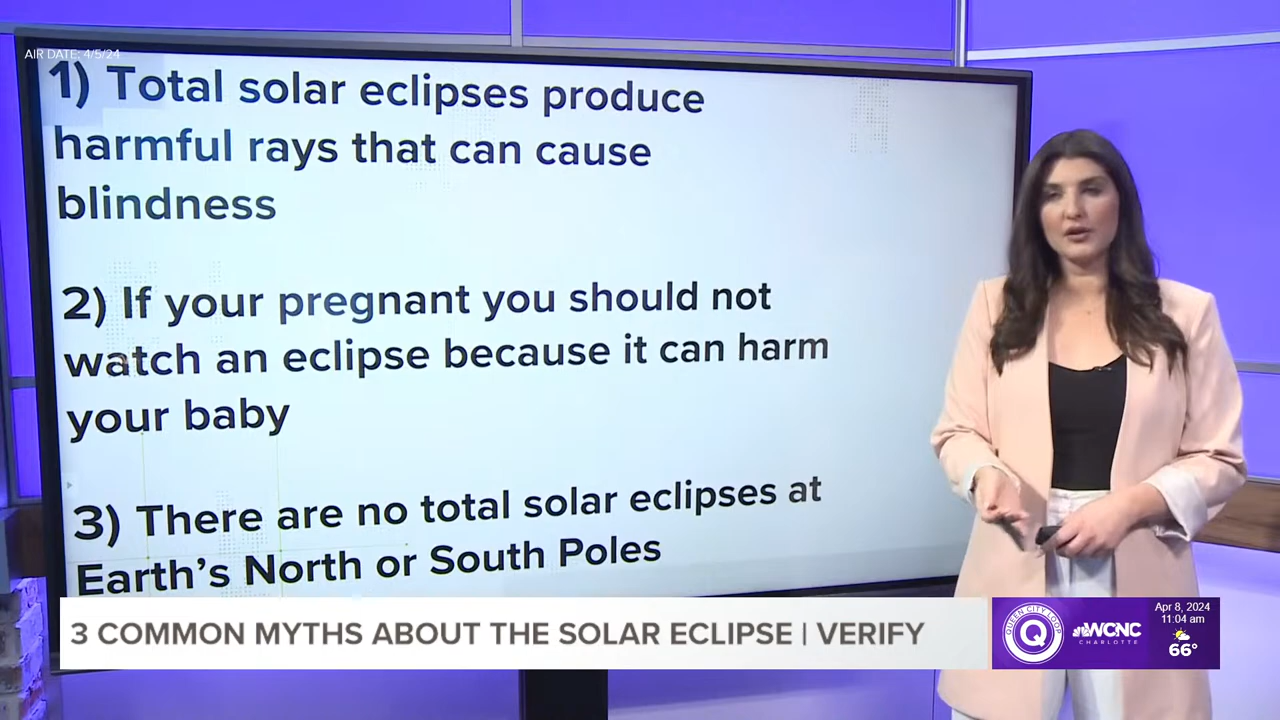 AIR DATE: 4/5/24
1) Total solar eclipses produce
harmful rays that can cause
blindness
2) If your pregnant you should not
watch an eclipse because it can harm
your baby
3) There are no total solar eclipses at
Earth's North or South Poles
3 COMMON MYTHS ABOUT THE SOLAR ECLIPSE | VERIFY
QUEEN CITY LOOP
Q
WCNC
CHARLOTTE
Apr 8, 2024
11:04 am
66°